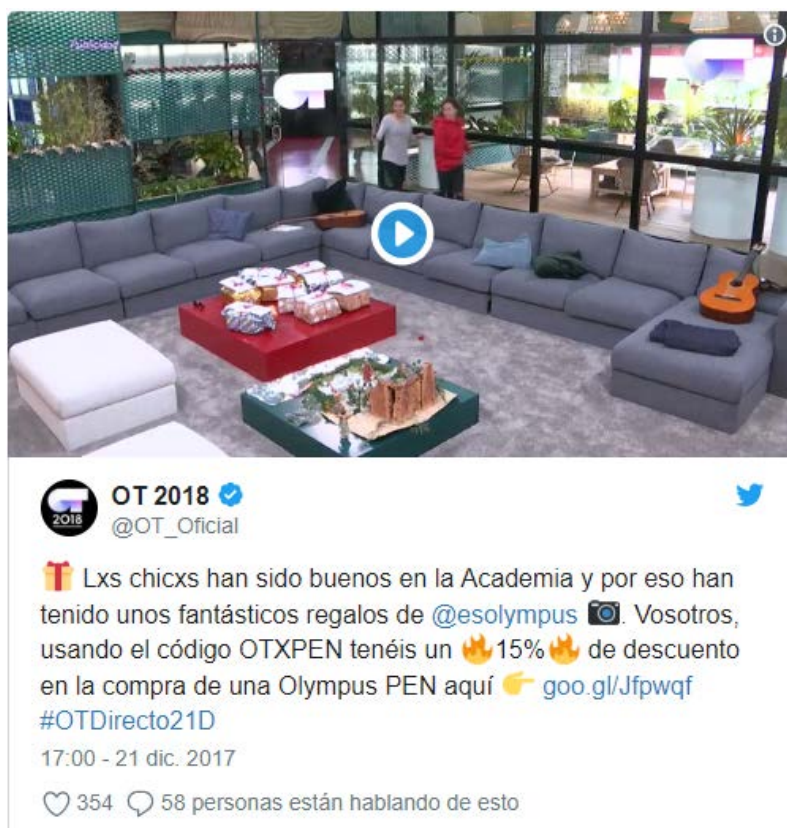 Publicidad
OT
OT 2018
2018
@OT_Oficial
🎁 Lxs chicxs han sido buenos en la Academia y por eso han
tenido unos fantásticos regalos de @esolympus 📷. Vosotros,
usando el código OTXPEN tenéis un 🔥15%🔥 de descuento
en la compra de una Olympus PEN aquí 👉 goo.gl/Jfpwqf
#OTDirecto21D
17:00 - 21 dic. 2017
354 58 personas están hablando de esto